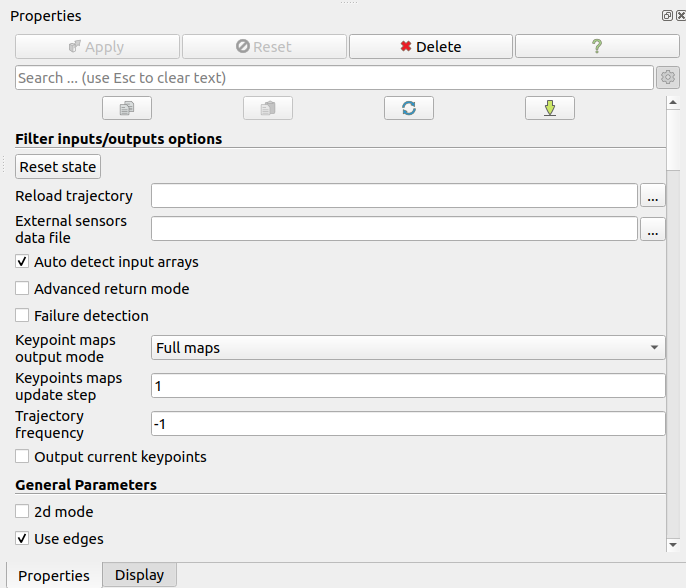 Properties
Apply
Reset
Delete
?
Search ... (use Esc to clear text)
Filter inputs/outputs options
Reset state
Reload trajectory
...
External sensors
data file
...
Auto detect input arrays
Advanced return mode
Failure detection
Keypoint maps
output mode
Full maps
Keypoints maps
update step
1
Trajectory
frequency
-1
Output current keypoints
General Parameters
2d mode
Use edges
Properties
Display